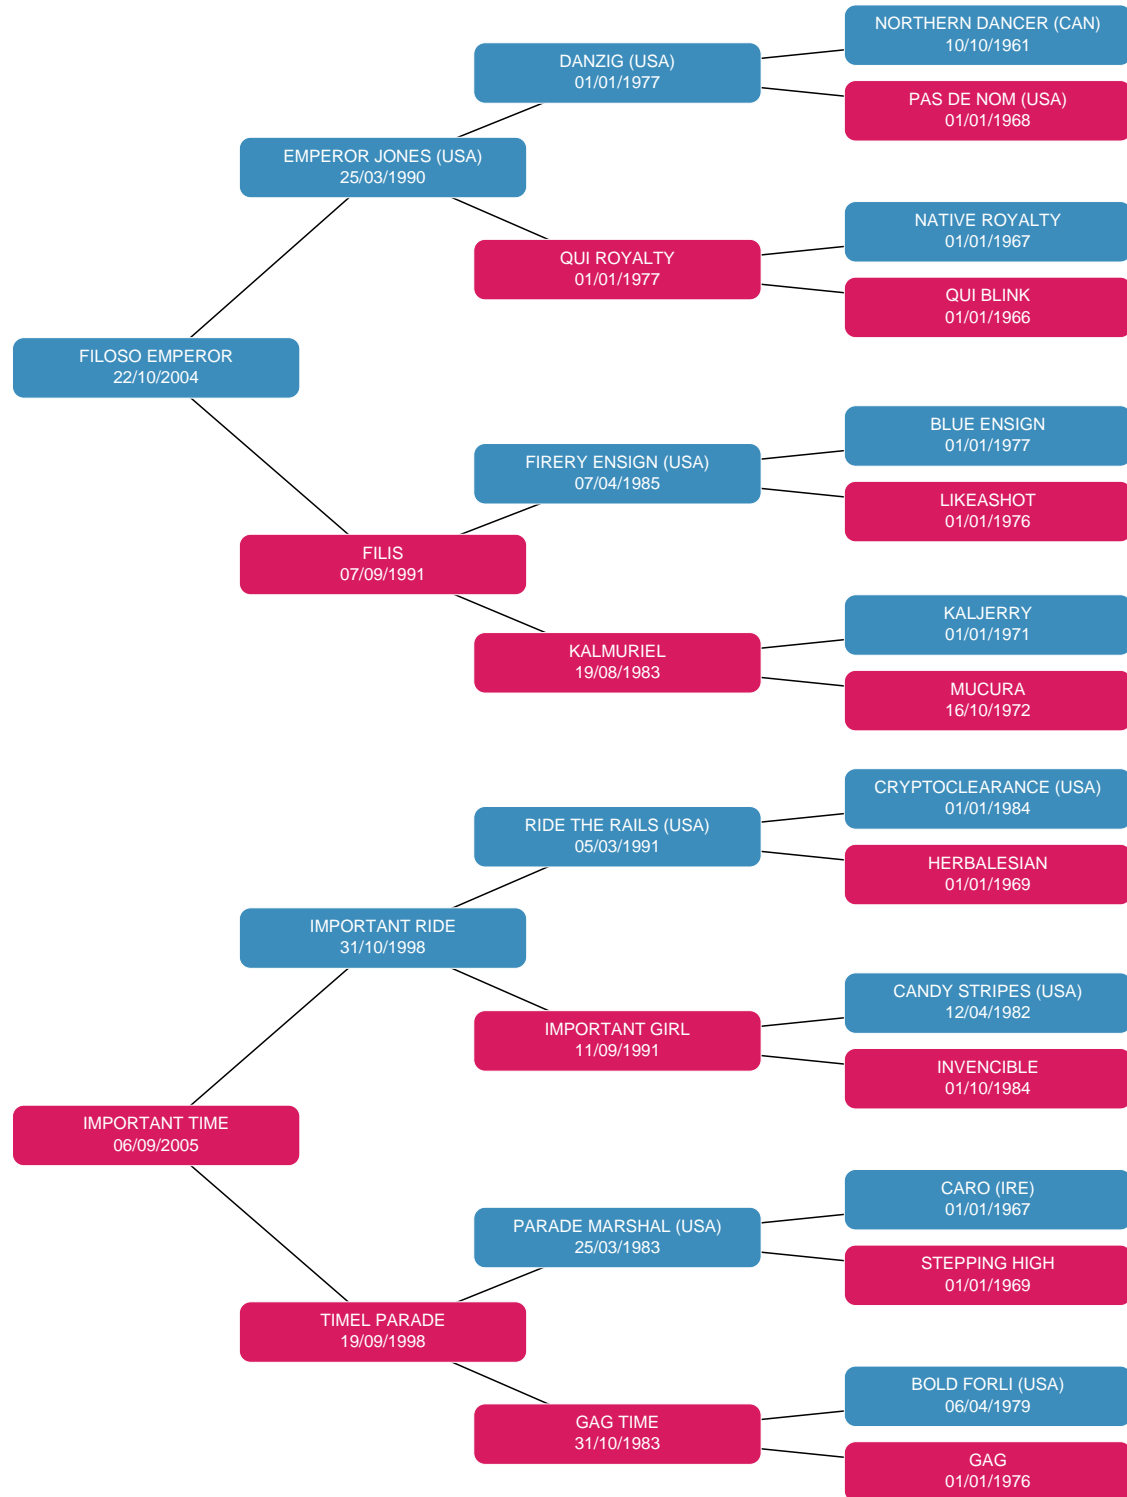 NORTHERN DANCER (CAN)
10/10/1961
DANZIG (USA)
01/01/1977
PAS DE NOM (USA)
01/01/1968
EMPEROR JONES (USA)
25/03/1990
NATIVE ROYALTY
01/01/1967
QUI ROYALTY
01/01/1977
QUI BLINK
01/01/1966
FILOSO EMPEROR
22/10/2004
BLUE ENSIGN
01/01/1977
FIRERY ENSIGN (USA)
07/04/1985
LIKEASHOT
01/01/1976
FILIS
07/09/1991
KALJERRY
01/01/1971
KALMURIEL
19/08/1983
MUCURA
16/10/1972
CRYPTOCLEARANCE (USA)
01/01/1984
RIDE THE RAILS (USA)
05/03/1991
HERBALESIAN
01/01/1969
IMPORTANT RIDE
31/10/1998
CANDY STRIPES (USA)
12/04/1982
IMPORTANT GIRL
11/09/1991
INVENCIBLE
01/10/1984
IMPORTANT TIME
06/09/2005
CARO (IRE)
01/01/1967
PARADE MARSHAL (USA)
25/03/1983
STEPPING HIGH
01/01/1969
TIMEL PARADE
19/09/1998
BOLD FORLI (USA)
06/04/1979
GAG TIME
31/10/1983
GAG
01/01/1976